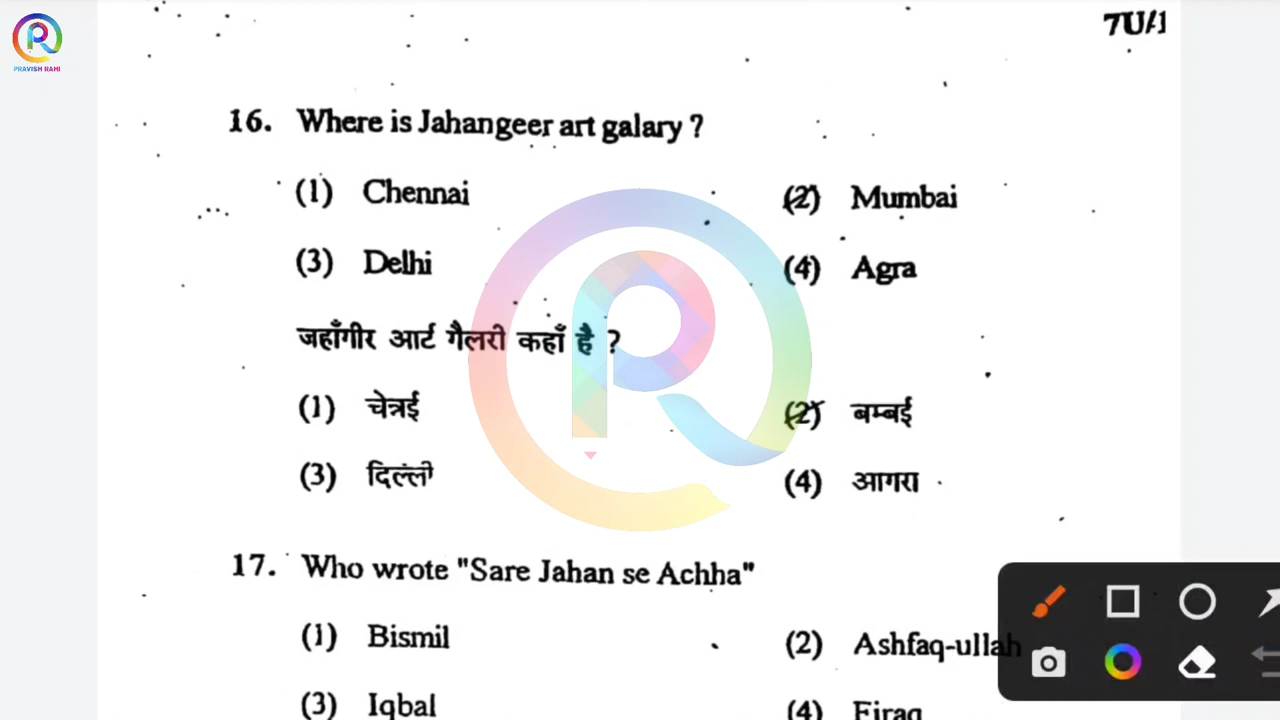 PRAVISH RAHI
7U/1
16. Where is Jahangeer art galary ?
(1) Chennai (2) Mumbai
(3) Delhi (4) Agra
जहाँगीर आर्ट गैलरी कहाँ है ?
(1) चेन्नई (2) बम्बई
(3) दिल्ली (4) आगरा
17. Who wrote "Sare Jahan se Achha"
(1) Bismil (2) Ashfaq-ullah
(3) Iqbal (4) Firaq